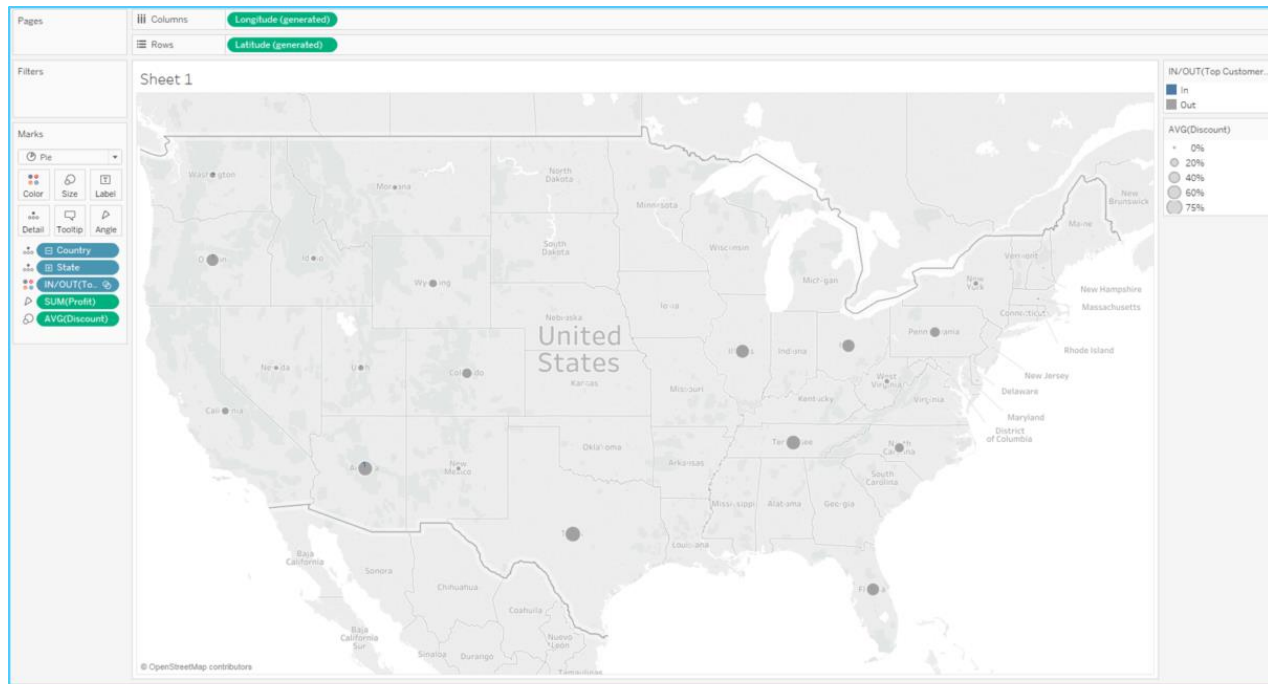 Pages
Columns
Longitude (generated)
Rows
Latitude (generated)
Filters
Sheet 1
Marks
Pie
Color
Size
Label
Detail
Tooltip
Angle
Country
State
IN/OUT(To..
SUM(Profit)
AVG(Discount)
IN/OUT(Top Customer..
In
Out
AVG(Discount)
0%
20%
40%
60%
75%
North
Dakota
Minnesota
South
Dakota
Wisconsin
Michigan
Maine
New
Brunswick
Vermont
New
York
New Hampshire
Massachusetts
Connecticut
Rhode Island
New Jersey
Delaware
Maryland
District
of Columbia
Iowa
Nebraska
United
States
Kansas
Indiana
Missouri
Kentucky
West
Virginia
Virginia
Oklahoma
Arkansas
New
Mexico
South
Carolina
Mississippi
Alabama
Georgia
Louisiana
Baja
California
Sonora
Chihuahua
Coahuila
Baja
California
Sur
Sinaloa
Durango
Nuevo
León
Tamaulipas
© OpenStreetMap contributors